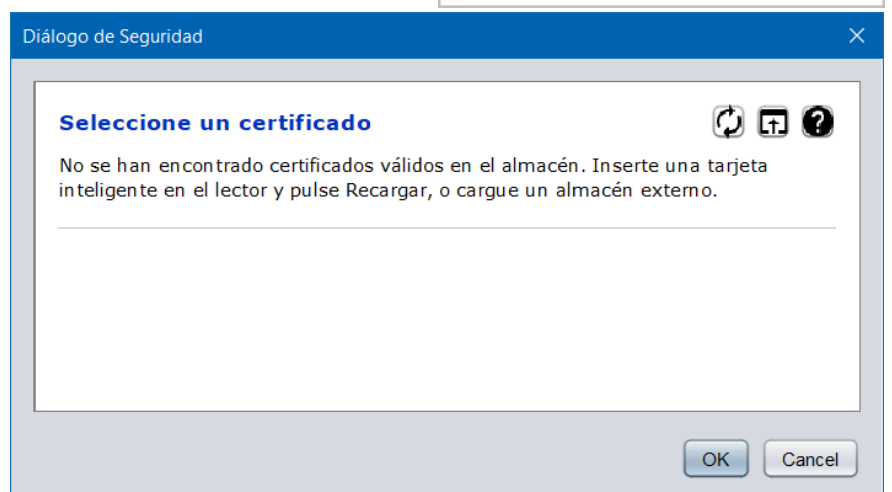 Diálogo de Seguridad
Seleccione un certificado
No se han encontrado certificados válidos en el almacén. Inserte una tarjeta
inteligente en el lector y pulse Recargar, o cargue un almacén externo.
OK
Cancel